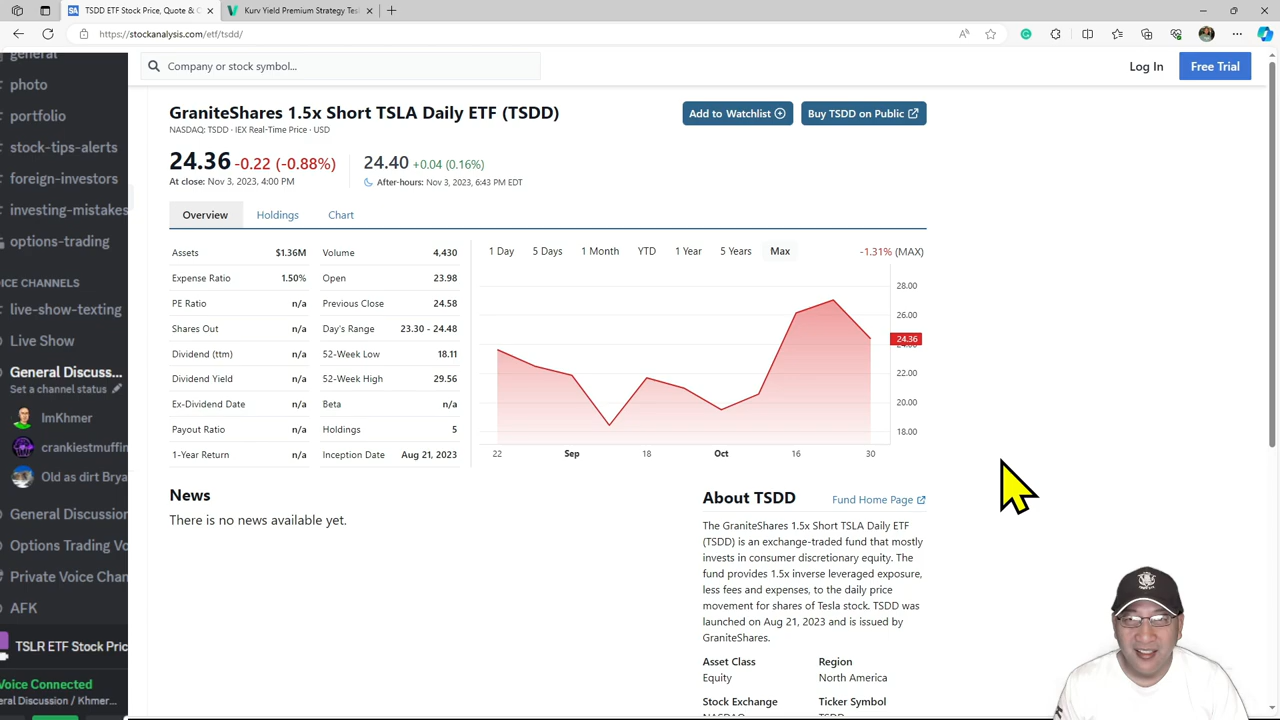 TSDD ETF Stock Price, Quote & C
Kurv Yield Premium Strategy Tes
https://stockanalysis.com/etf/tsdd/
general
photo
portfolio
stock-tips-alerts
foreign-investors
investing-mistakes
options-trading
OICE CHANNELS
live-show-texting
Live Show
General Discuss...
Set a channel status
ImKhmer
crankiestmuffin
Old as dirt Brya
General Discussion
Options Trading Vo
Private Voice Chan
AFK
TSLR ETF Stock Pric
Voice Connected
eneral Discussion / Khmer...
Company or stock symbol...
Log In
Free Trial
GraniteShares 1.5x Short TSLA Daily ETF (TSDD)
NASDAQ: TSDD · IEX Real-Time Price · USD
Add to Watchlist
Buy TSDD on Public
24.36 -0.22 (-0.88%)
At close: Nov 3, 2023, 4:00 PM
24.40 +0.04 (0.16%)
After-hours: Nov 3, 2023, 6:43 PM EDT
Overview
Holdings
Chart
Assets $1.36M
Expense Ratio 1.50%
PE Ratio n/a
Shares Out n/a
Dividend (ttm) n/a
Dividend Yield n/a
Ex-Dividend Date n/a
Payout Ratio n/a
1-Year Return n/a
Volume 4,430
Open 23.98
Previous Close 24.58
Day's Range 23.30 - 24.48
52-Week Low 18.11
52-Week High 29.56
Beta n/a
Holdings 5
Inception Date Aug 21, 2023
1 Day 5 Days 1 Month YTD 1 Year 5 Years Max
-1.31% (MAX)
28.00
26.00
24.36
22.00
20.00
18.00
22 Sep 18 Oct 16 30
News
There is no news available yet.
About TSDD
Fund Home Page
The GraniteShares 1.5x Short TSLA Daily ETF
(TSDD) is an exchange-traded fund that mostly
invests in consumer discretionary equity. The
fund provides 1.5x inverse leveraged exposure,
less fees and expenses, to the daily price
movement for shares of Tesla stock. TSDD was
launched on Aug 21, 2023 and is issued by
GraniteShares.
Asset Class
Equity
Region
North America
Stock Exchange
NASDAQ
Ticker Symbol
TSDD